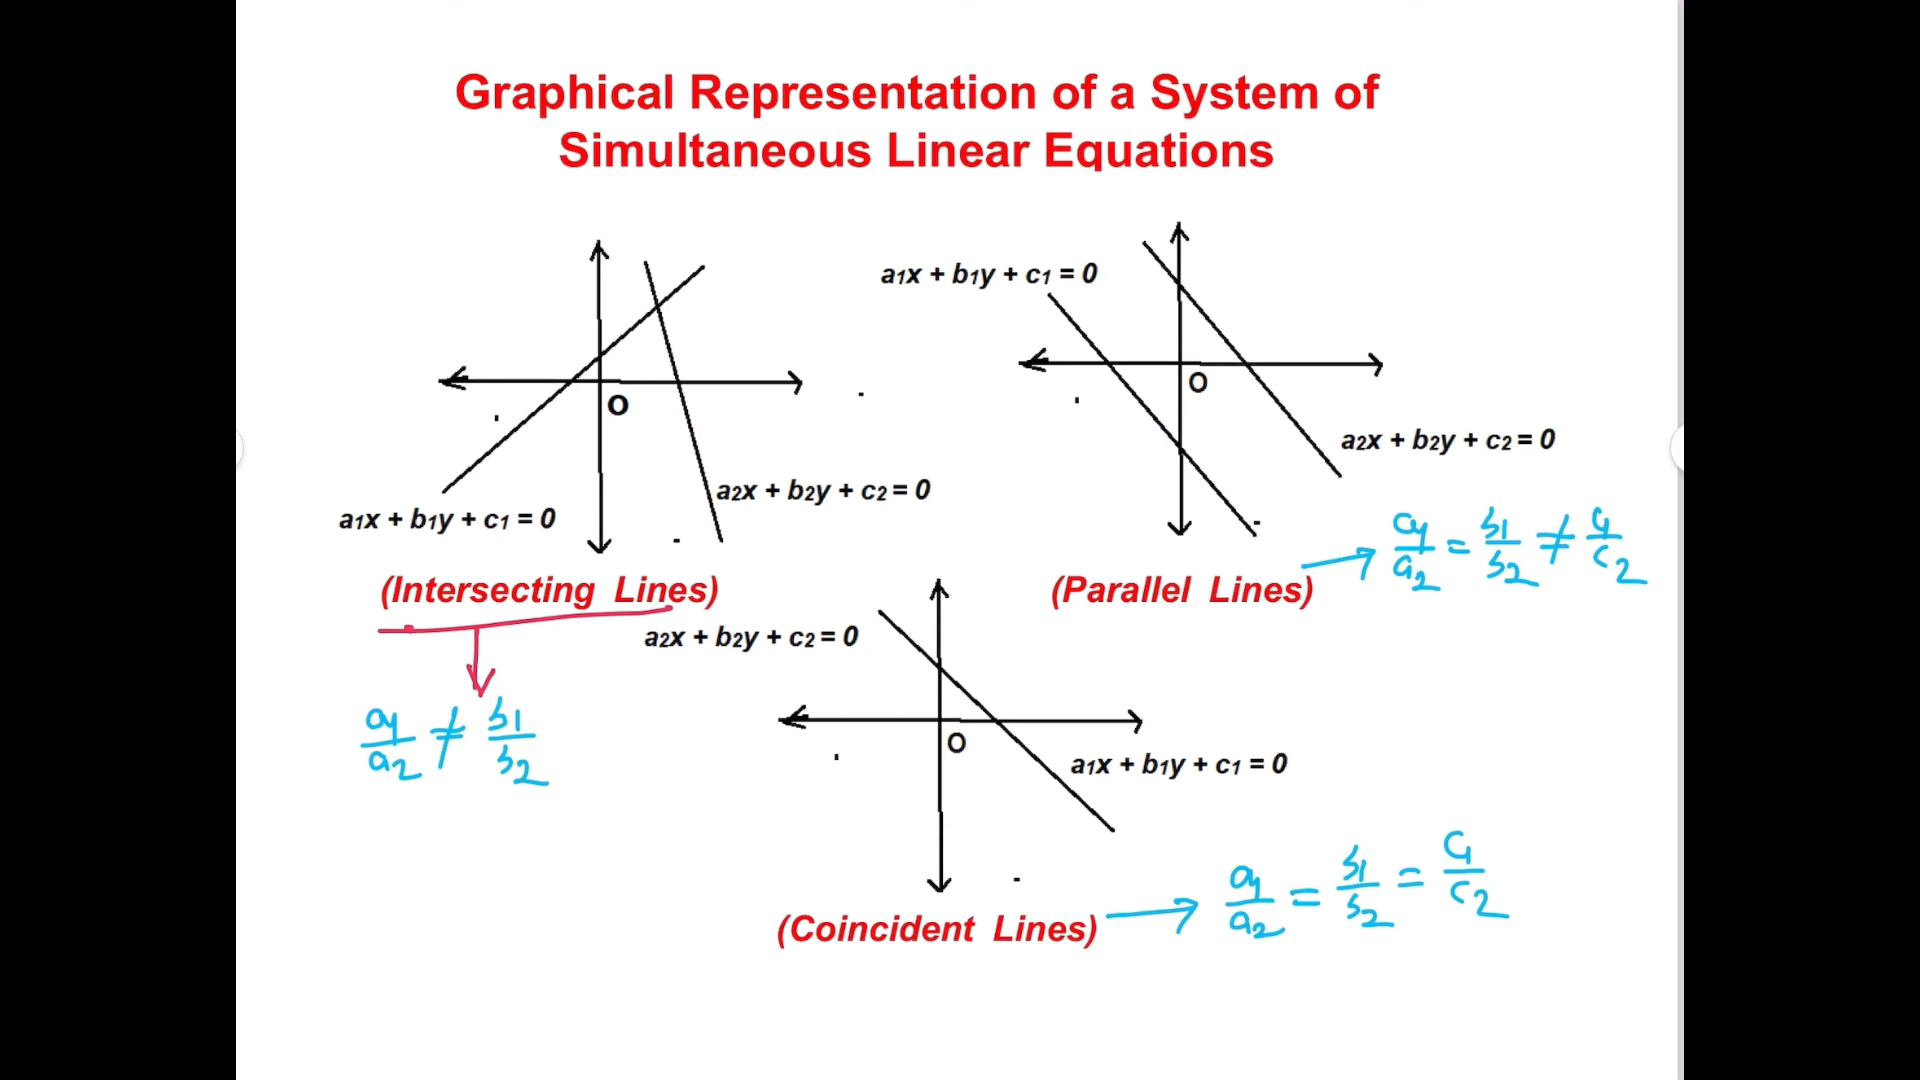 Graphical Representation of a System of
Simultaneous Linear Equations
a1x + b1y + c1 = 0
O
a2x + b2y + c2 = 0
a1x + b1y + c1 = 0
(Intersecting Lines)
a1/a2 ≠ b1/b2
O
a2x + b2y + c2 = 0
(Parallel Lines)
a1/a2 = b1/b2 ≠ c1/c2
a2x + b2y + c2 = 0
O
a1x + b1y + c1 = 0
(Coincident Lines)
a1/a2 = b1/b2 = c1/c2